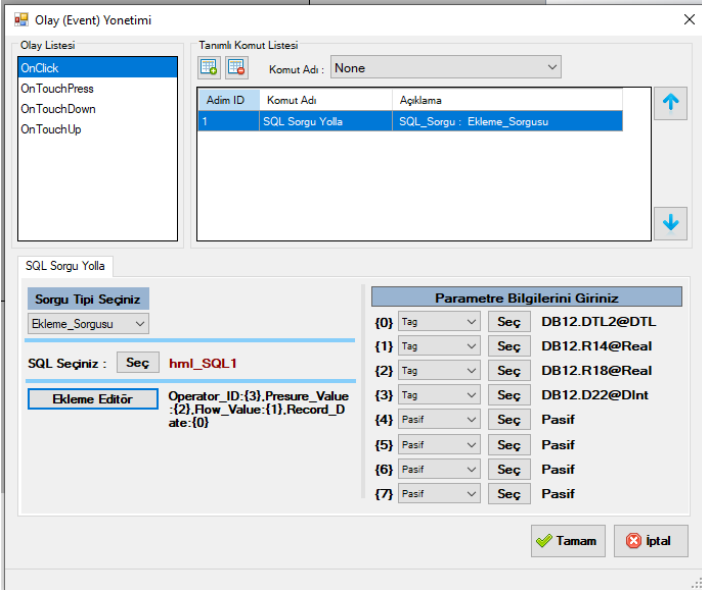 Olay (Event) Yonetimi
Olay Listesi
OnClick
OnTouchPress
OnTouchDown
OnTouchUp
Tanımlı Komut Listesi
Komut Adı : None
Adim ID Komut Adı Açıklama
1 SQL Sorgu Yolla SQL_Sorgu : Ekleme_Sorgusu
SQL Sorgu Yolla
Sorgu Tipi Seçiniz
Ekleme_Sorgusu
SQL Seçiniz : Seç hml_SQL1
Ekleme Editör
Operator_ID:{3},Presure_Value
:{2},Flow_Value:{1},Record_D
ate:{0}
Parametre Bilgilerini Giriniz
{0} Tag Seç DB12.DTL2@DTL
{1} Tag Seç DB12.R14@Real
{2} Tag Seç DB12.R18@Real
{3} Tag Seç DB12.D22@DInt
{4} Pasif Seç Pasif
{5} Pasif Seç Pasif
{6} Pasif Seç Pasif
{7} Pasif Seç Pasif
Tamam İptal